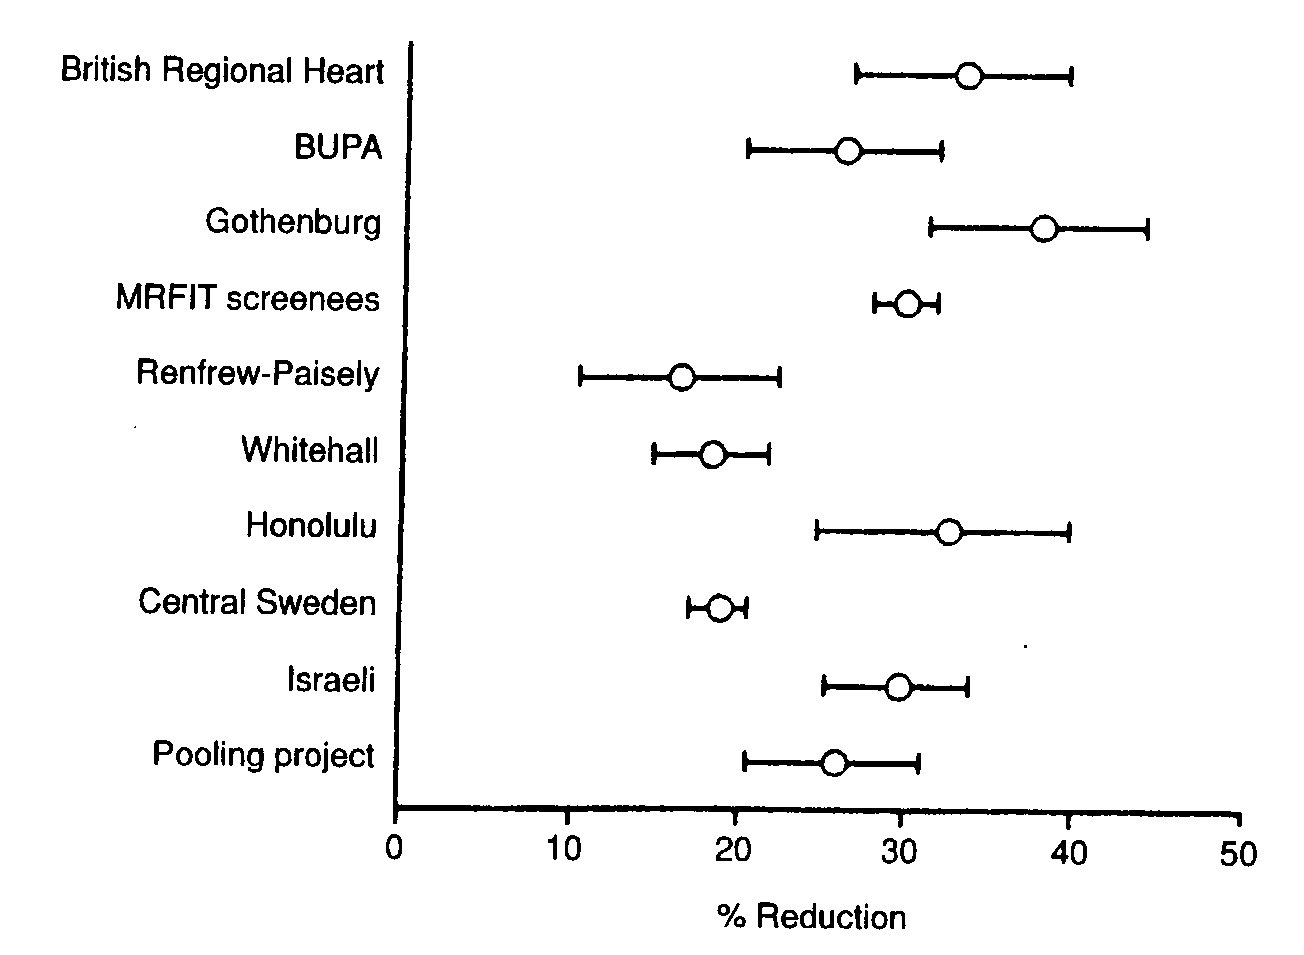 British Regional Heart
BUPA
Gothenburg
MRFIT screenees
Renfrew-Paisely
Whitehall
Honolulu
Central Sweden
Israeli
Pooling project
0 10 20 30 40 50
% Reduction